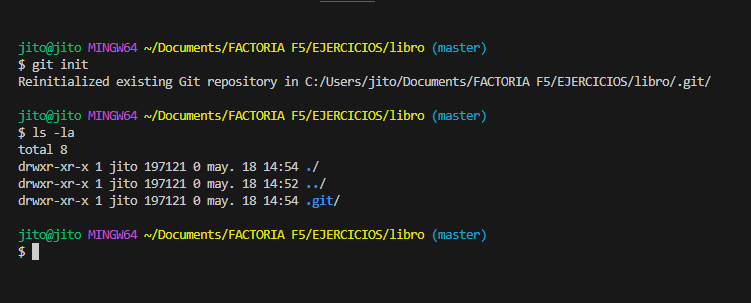 jito@jito MINGW64 ~/Documents/FACTORIA F5/EJERCICIOS/libro (master)
$ git init
Reinitialized existing Git repository in C:/Users/jito/Documents/FACTORIA F5/EJERCICIOS/libro/.git/
jito@jito MINGW64 ~/Documents/FACTORIA F5/EJERCICIOS/libro (master)
$ ls -la
total 8
drwxr-xr-x 1 jito 197121 0 may. 18 14:54 ./
drwxr-xr-x 1 jito 197121 0 may. 18 14:52 ../
drwxr-xr-x 1 jito 197121 0 may. 18 14:54 .git/
jito@jito MINGW64 ~/Documents/FACTORIA F5/EJERCICIOS/libro (master)
$